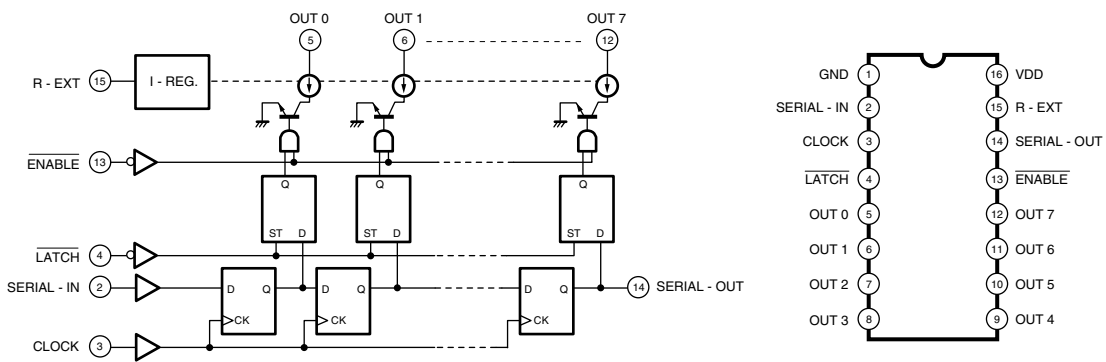 OUT 0 OUT 1 OUT 7
5 6 12
R - EXT 15 I - REG.
ENABLE 13
Q Q Q
ST D ST D ST D
LATCH 4
SERIAL - IN 2 D Q D Q D Q 14 SERIAL - OUT
CK CK CK
CLOCK 3
GND 1 16 VDD
SERIAL - IN 2 15 R - EXT
CLOCK 3 14 SERIAL - OUT
LATCH 4 13 ENABLE
OUT 0 5 12 OUT 7
OUT 1 6 11 OUT 6
OUT 2 7 10 OUT 5
OUT 3 8 9 OUT 4